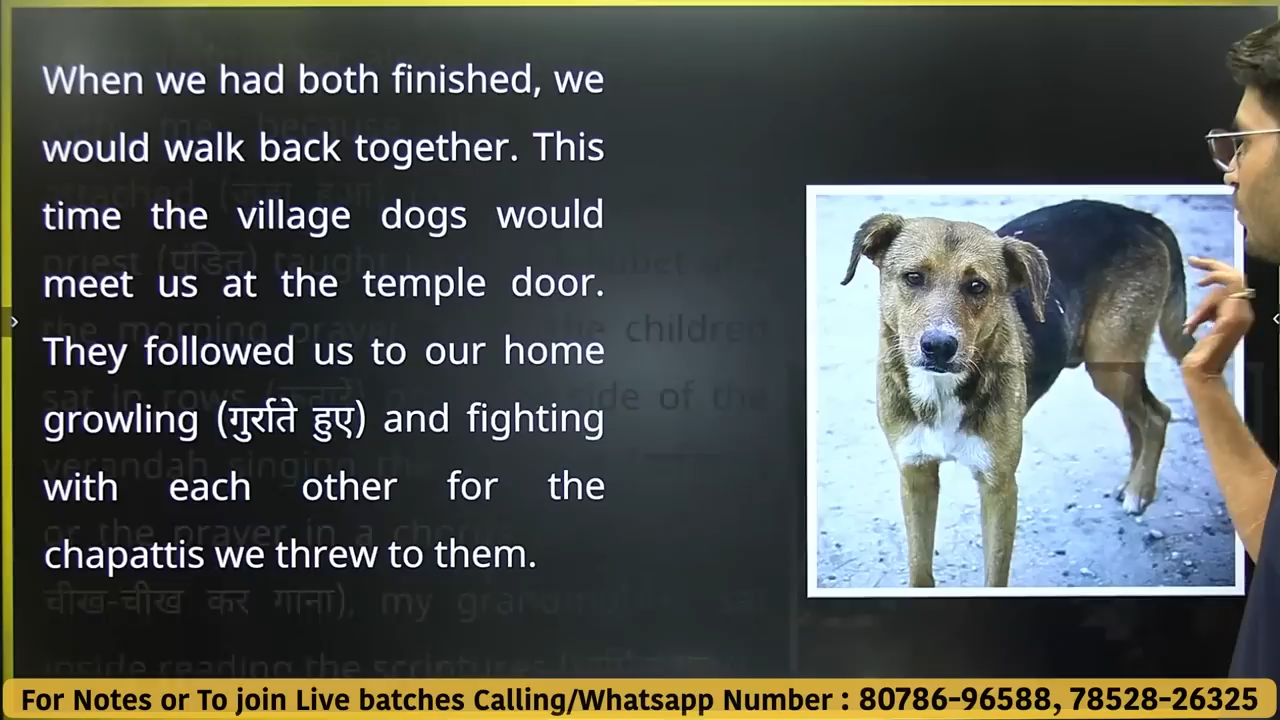 When we had both finished, we
would walk back together. This
time the village dogs would
meet us at the temple door.
They followed us to our home
growling (गुर्राते हुए) and fighting
with each other for the
chapattis we threw to them.
For Notes or To join Live batches Calling/Whatsapp Number : 80786-96588, 78528-26325